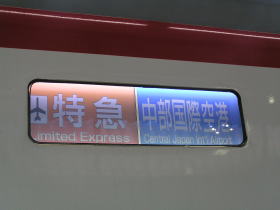 特急 中部国際空港
Limited Express Central Japan Int'l Airport